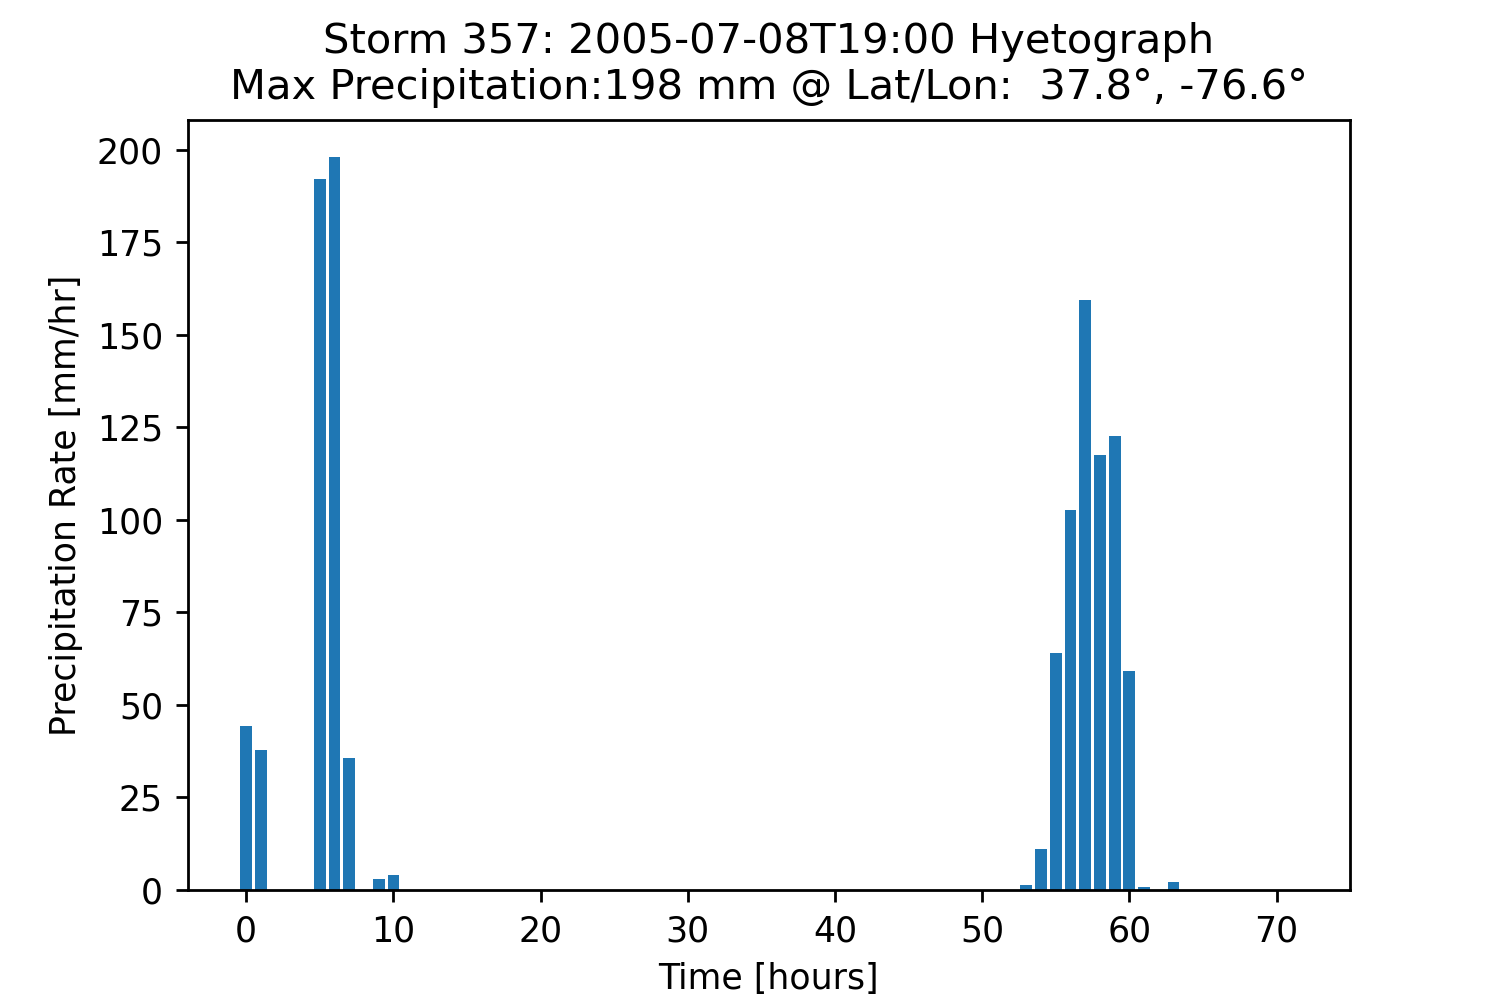 Storm 357: 2005-07-08T19:00 Hyetograph
Max Precipitation:198 mm @ Lat/Lon:  37.8°, -76.6°
Precipitation Rate [mm/hr]
200
175
150
125
100
75
50
25
0
0 10 20 30 40 50 60 70
Time [hours]